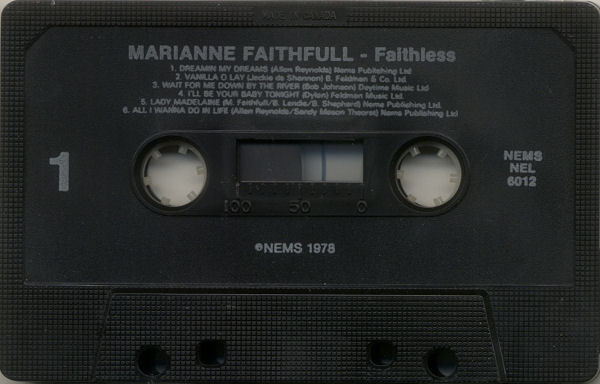 MADE IN CANADA
MARIANNE FAITHFULL - Faithless
1. DREAMIN MY DREAMS (Allen Reynolds) Nems Publishing Ltd
2. VANILLA O LAY (Jackie de Shannon) B. Feldman & Co. Ltd.
3. WAIT FOR ME DOWN BY THE RIVER (Bob Johnson) Daytime Music Ltd
4. I'LL BE YOUR BABY TONIGHT (Dylan) Feldman Music Ltd.
5. LADY MADELAINE (M. Faithfull/B. Landis/B. Shephard) Nems Publishing Ltd.
6. ALL I WANNA DO IN LIFE (Allen Reynolds/Sandy Mason Theoret) Nems Publishing Ltd
1
NEMS
NEL
6012
100 50 0
℗NEMS 1978